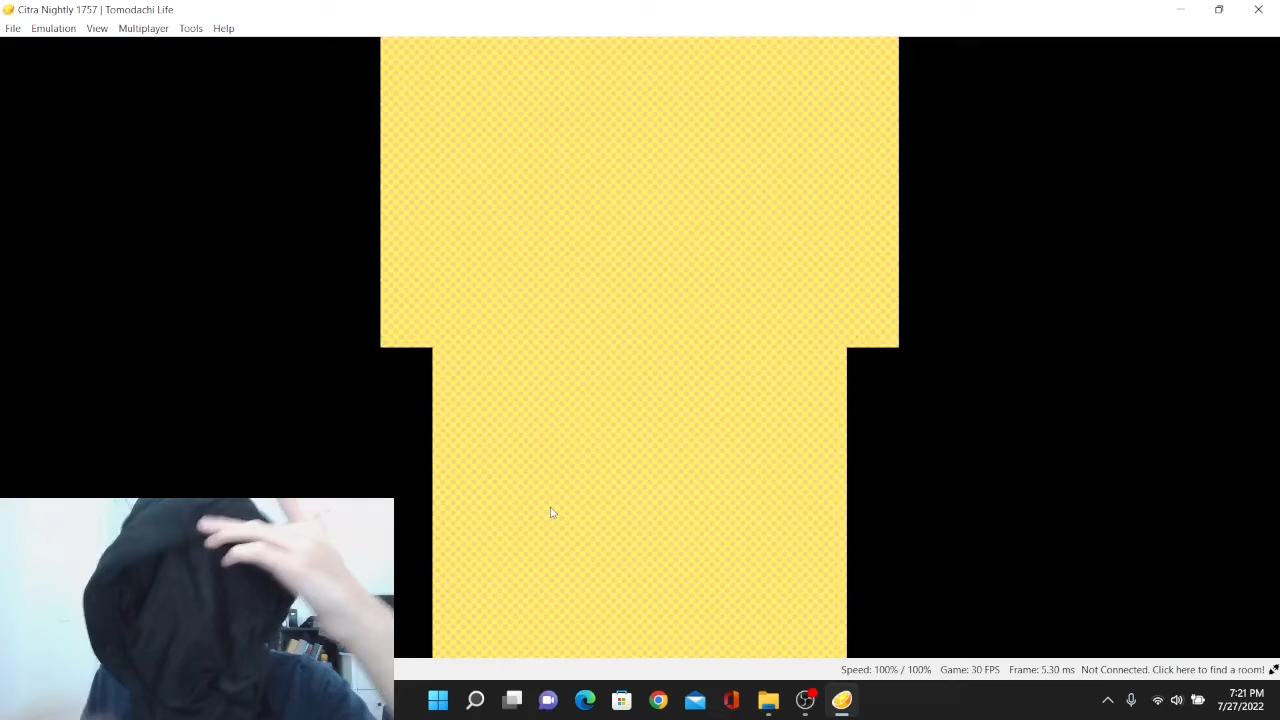 Citra Nightly 1757 | Tomodachi Life
File Emulation View Multiplayer Tools Help
Speed: 100% / 100% Game: 30 FPS Frame: 5.30 ms Not Connected. Click here to find a room!
7:21 PM
7/27/2022